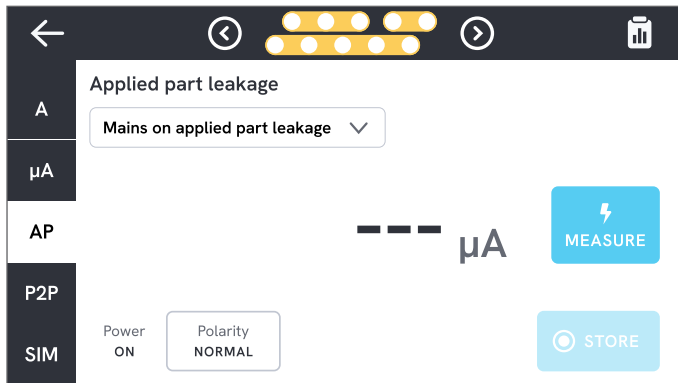 Applied part leakage
A
Mains on applied part leakage
µA
AP
--- µA
MEASURE
P2P
Power
ON
Polarity
NORMAL
SIM
STORE